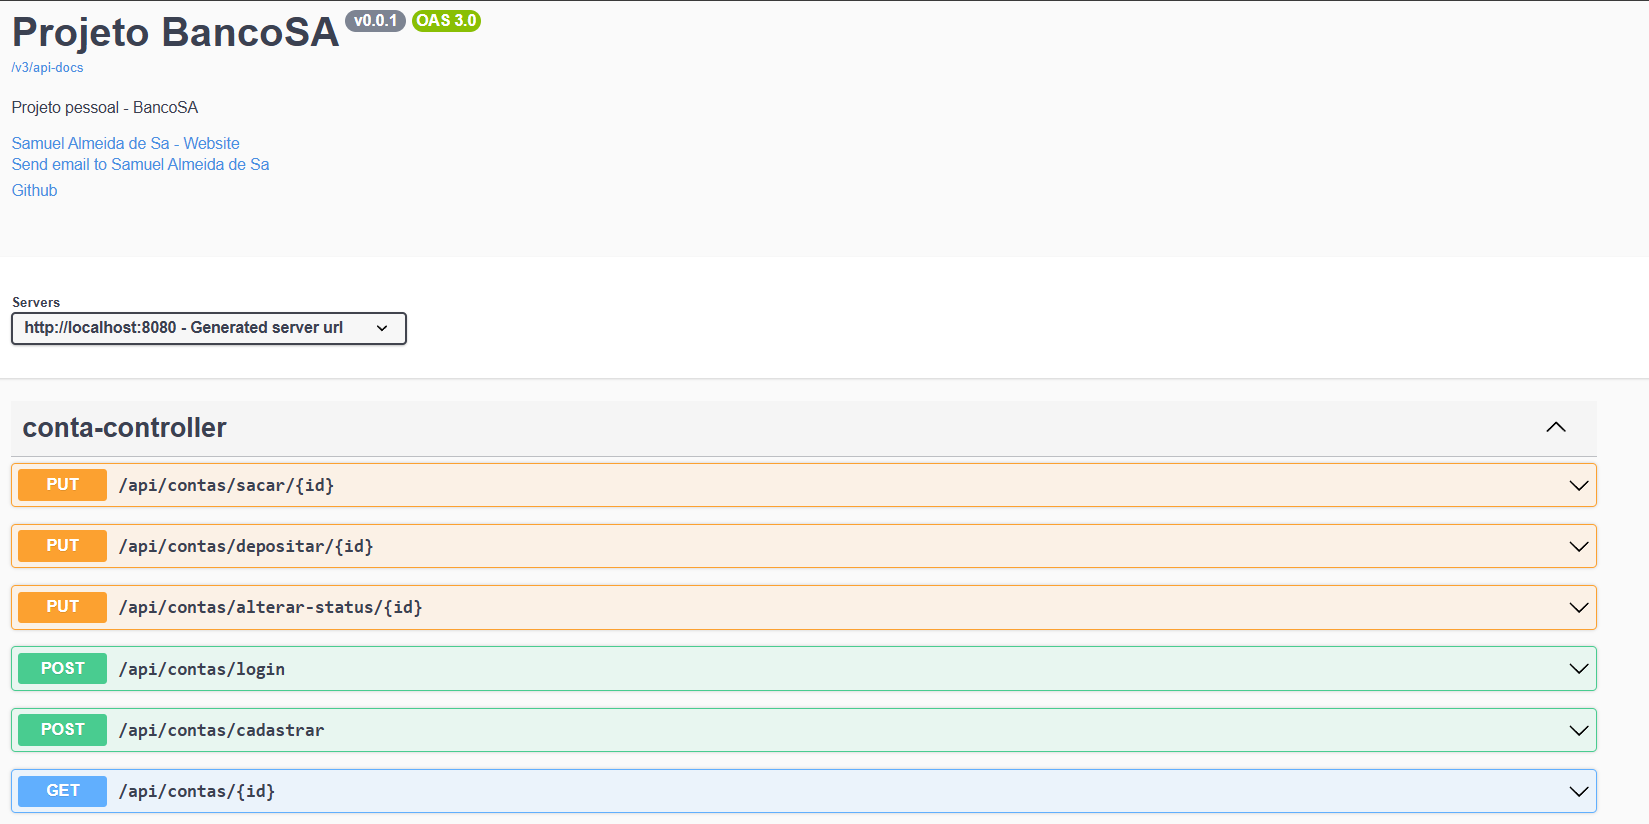 Projeto BancoSA v0.0.1 OAS 3.0
/v3/api-docs
Projeto pessoal - BancoSA
Samuel Almeida de Sa - Website
Send email to Samuel Almeida de Sa
Github
Servers
http://localhost:8080 - Generated server url
conta-controller
PUT /api/contas/sacar/{id}
PUT /api/contas/depositar/{id}
PUT /api/contas/alterar-status/{id}
POST /api/contas/login
POST /api/contas/cadastrar
GET /api/contas/{id}